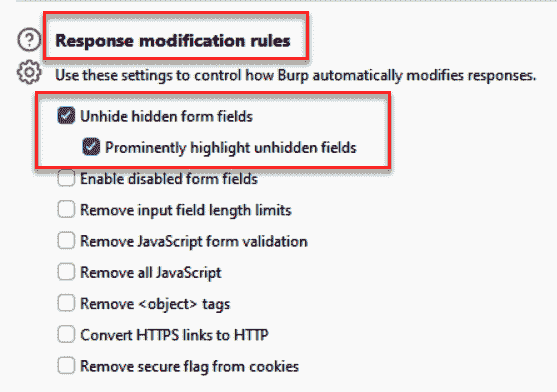 Response modification rules
Use these settings to control how Burp automatically modifies responses.
Unhide hidden form fields
Prominently highlight unhidden fields
Enable disabled form fields
Remove input field length limits
Remove JavaScript form validation
Remove all JavaScript
Remove <object> tags
Convert HTTPS links to HTTP
Remove secure flag from cookies